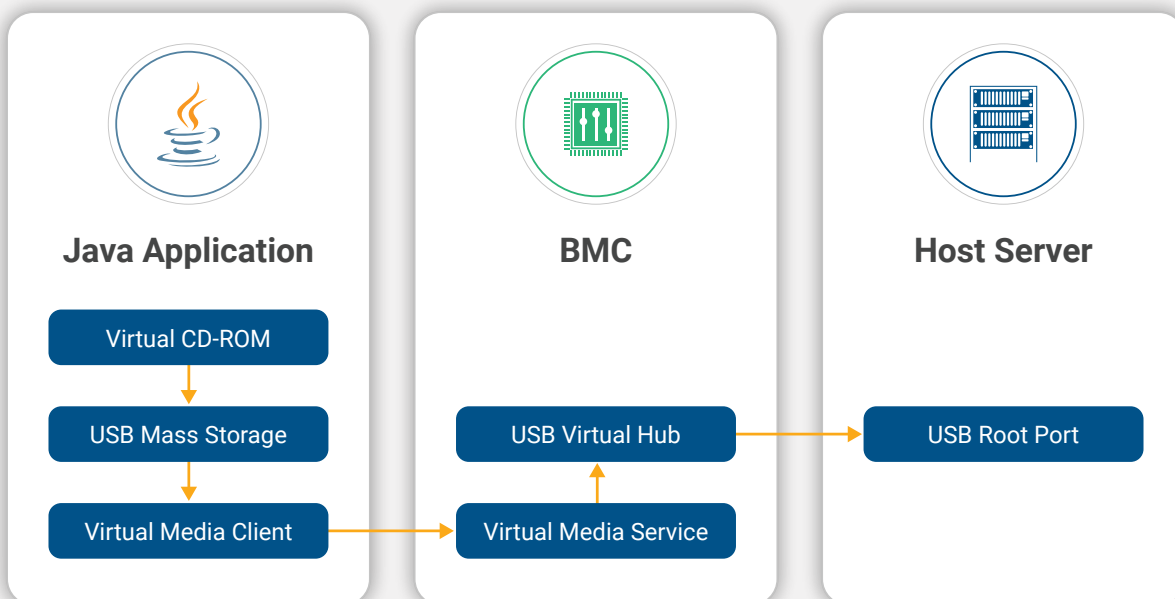 Java Application
Virtual CD-ROM
USB Mass Storage
Virtual Media Client
BMC
USB Virtual Hub
Virtual Media Service
Host Server
USB Root Port